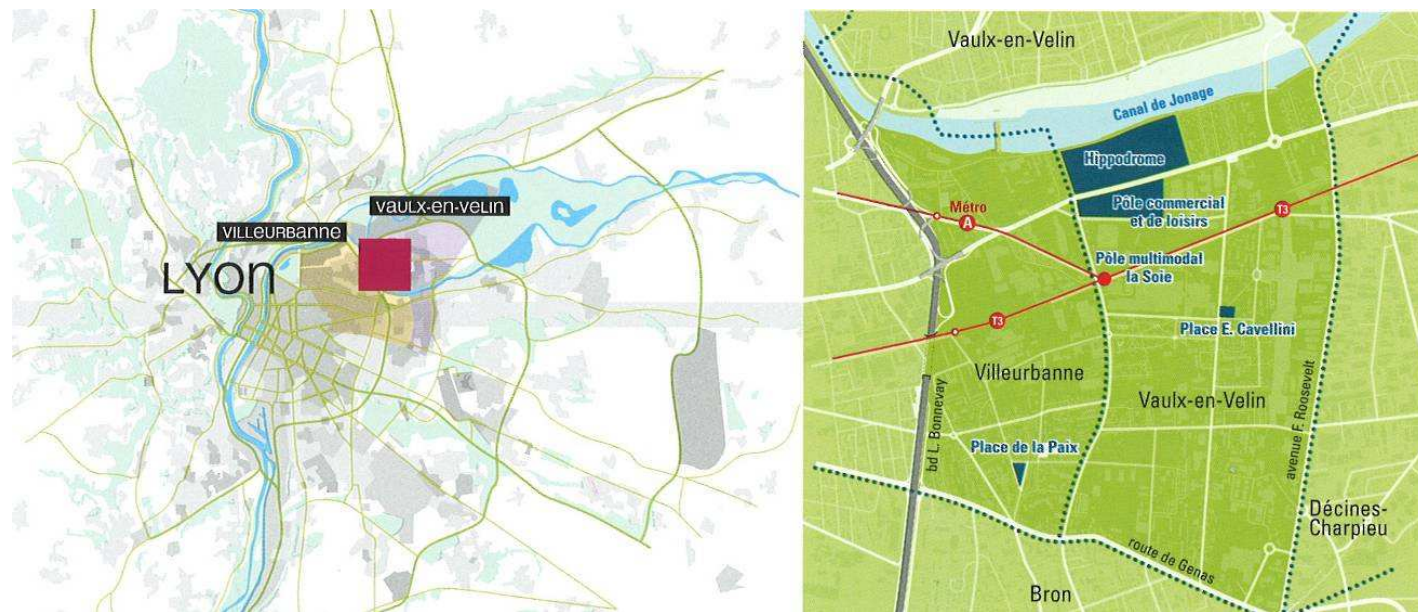 VAULX-EN-VELIN
VILLEURBANNE
LYON
Vaulx-en-Velin
Canal de Jonage
Hippodrome
Métro
A
Pôle commercial
et de loisirs
T3
Pôle multimodal
la Soie
T3
Place E. Cavellini
Villeurbanne
Vaulx-en-Velin
bd L. Bonnevay
avenue F. Roosevelt
Place de la Paix
Décines-
Charpieu
route de Genas
Bron